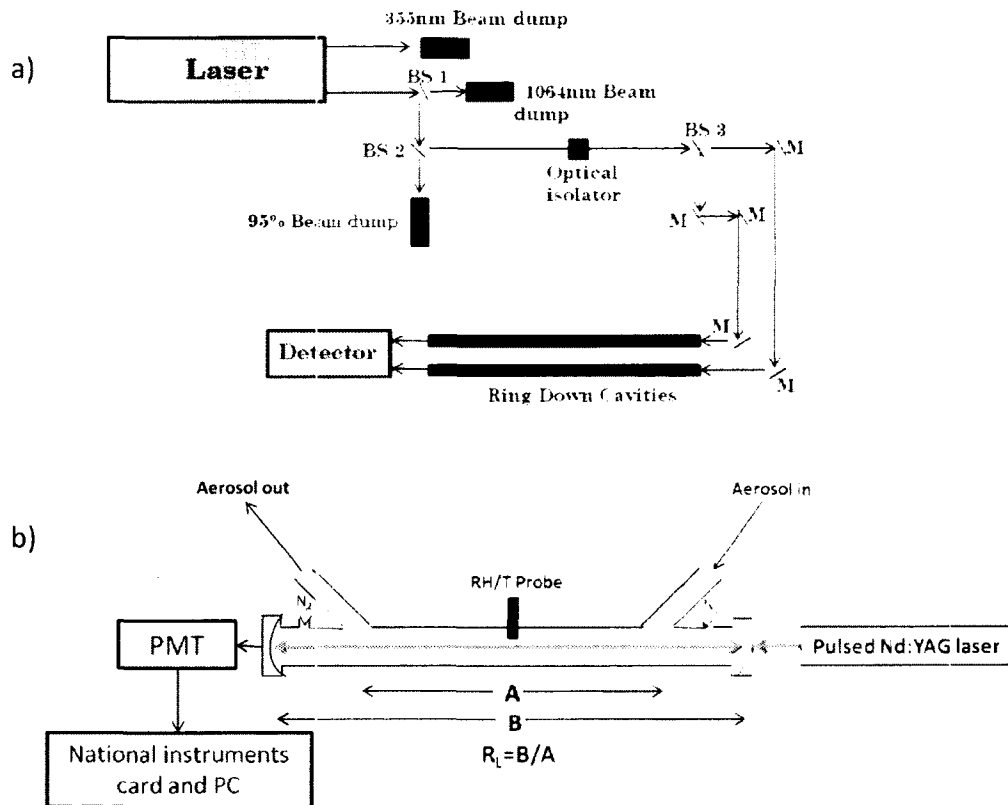 a)
355nm Beam dump
Laser
BS 1
1064nm Beam
dump
BS 2
BS 3
M
Optical
isolator
95% Beam dump
M
M
M
Detector
M
Ring Down Cavities
Aerosol out
Aerosol in
b)
RH/T Probe
N₂
PMT
Pulsed Nd:YAG laser
A
B
National instruments
card and PC
R_L=B/A